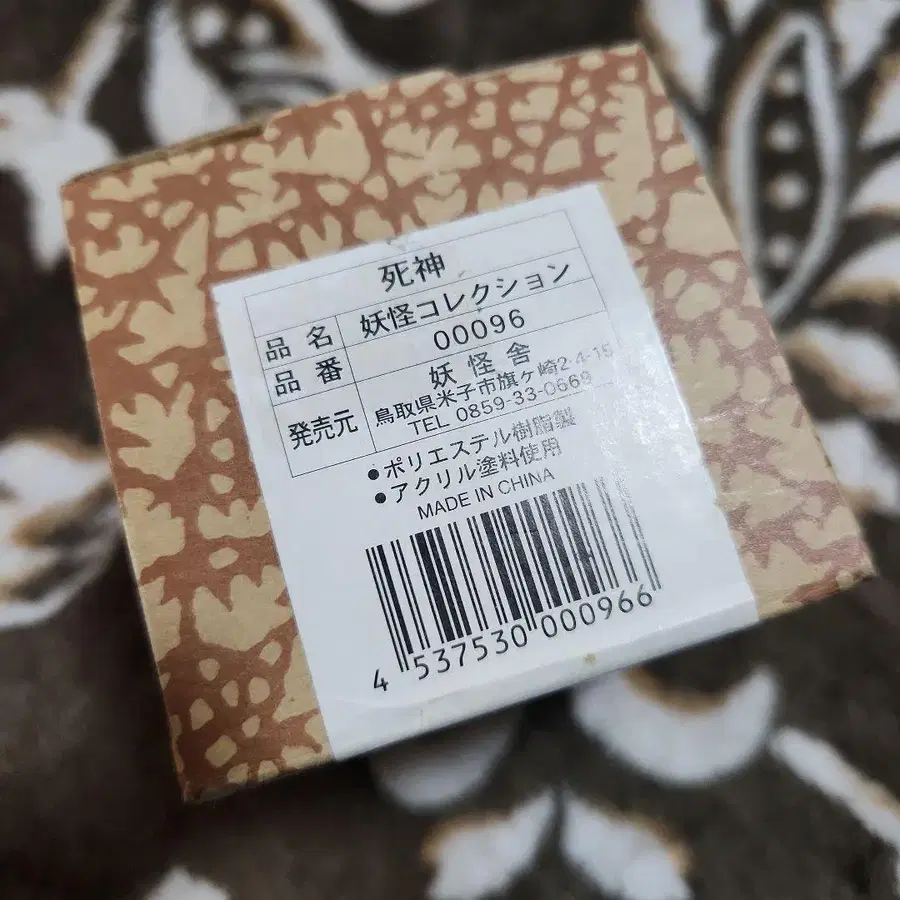 死神
品名 妖怪コレクション
品番 00096
発売元 妖怪舎
鳥取県米子市旗ヶ崎2-4-15
TEL 0859-33-0669
●ポリエステル樹脂製
●アクリル塗料使用
MADE IN CHINA
4 537530 000966